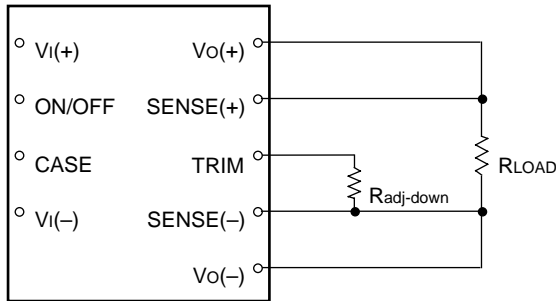 VI(+) VO(+)
ON/OFF SENSE(+)
CASE TRIM RLOAD
Radj-down
VI(–) SENSE(–)
VO(–)